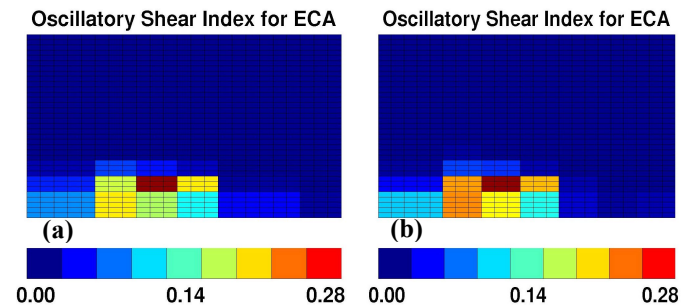 Oscillatory Shear Index for ECA
Oscillatory Shear Index for ECA
(a)
(b)
0.00 0.14 0.28
0.00 0.14 0.28